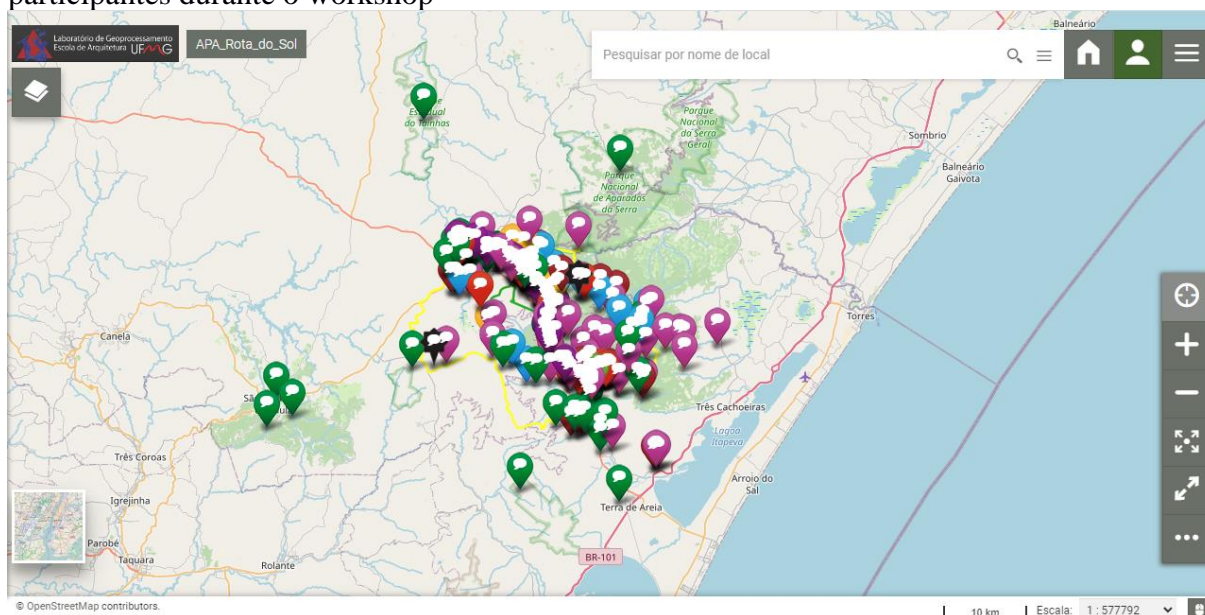 participantes durante o workshop
Balneário
Laboratório de Geoprocessamento
Escola de Arquitetura UFMG
APA_Rota_do_Sol
Pesquisar por nome de local
Estadual
do Tainhas
Parque
Nacional
da Serra
Geral
Sombrio
Balneário
Gaivota
Parque
Nacional
de Aparados
da Serra
Torres
Canela
Três Cachoeiras
Lagoa
Itapeva
Três Coroas
Arroio do
Sal
Igrejinha
Terra de Areia
Parobé
BR-101
Taquara
Rolante
© OpenStreetMap contributors.
10 km
Escala: 1 : 577792